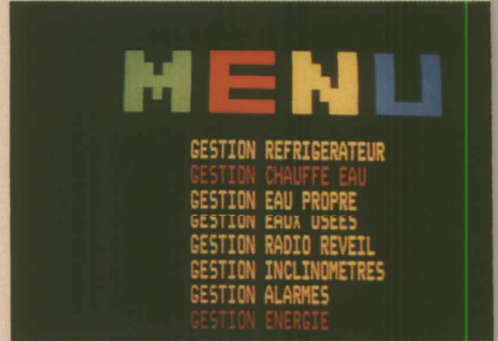 MENU
GESTION REFRIGERATEUR
GESTION CHAUFFE EAU
GESTION EAU PROPRE
GESTION EAUX USEES
GESTION RADIO REVEIL
GESTION INCLINOMETRES
GESTION ALARMES
GESTION ENERGIE